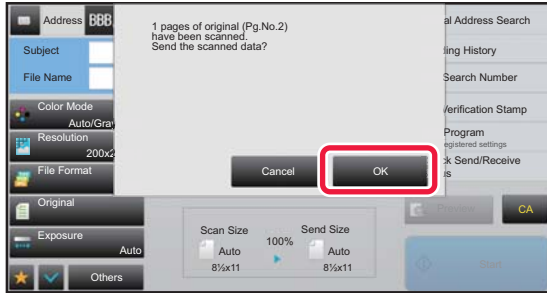 Address BBB
1 pages of original (Pg.No.2)
have been scanned.
Send the scanned data?
Cancel
OK
Subject
File Name
Color Mode
Auto/Gra
Resolution
200x2
File Format
Original
Exposure
Auto
Others
Scan Size
Auto
8½x11
100%
Send Size
Auto
8½x11
al Address Search
ing History
Search Number
Verification Stamp
Program
egistered settings
k Send/Receive
s
CA
Start